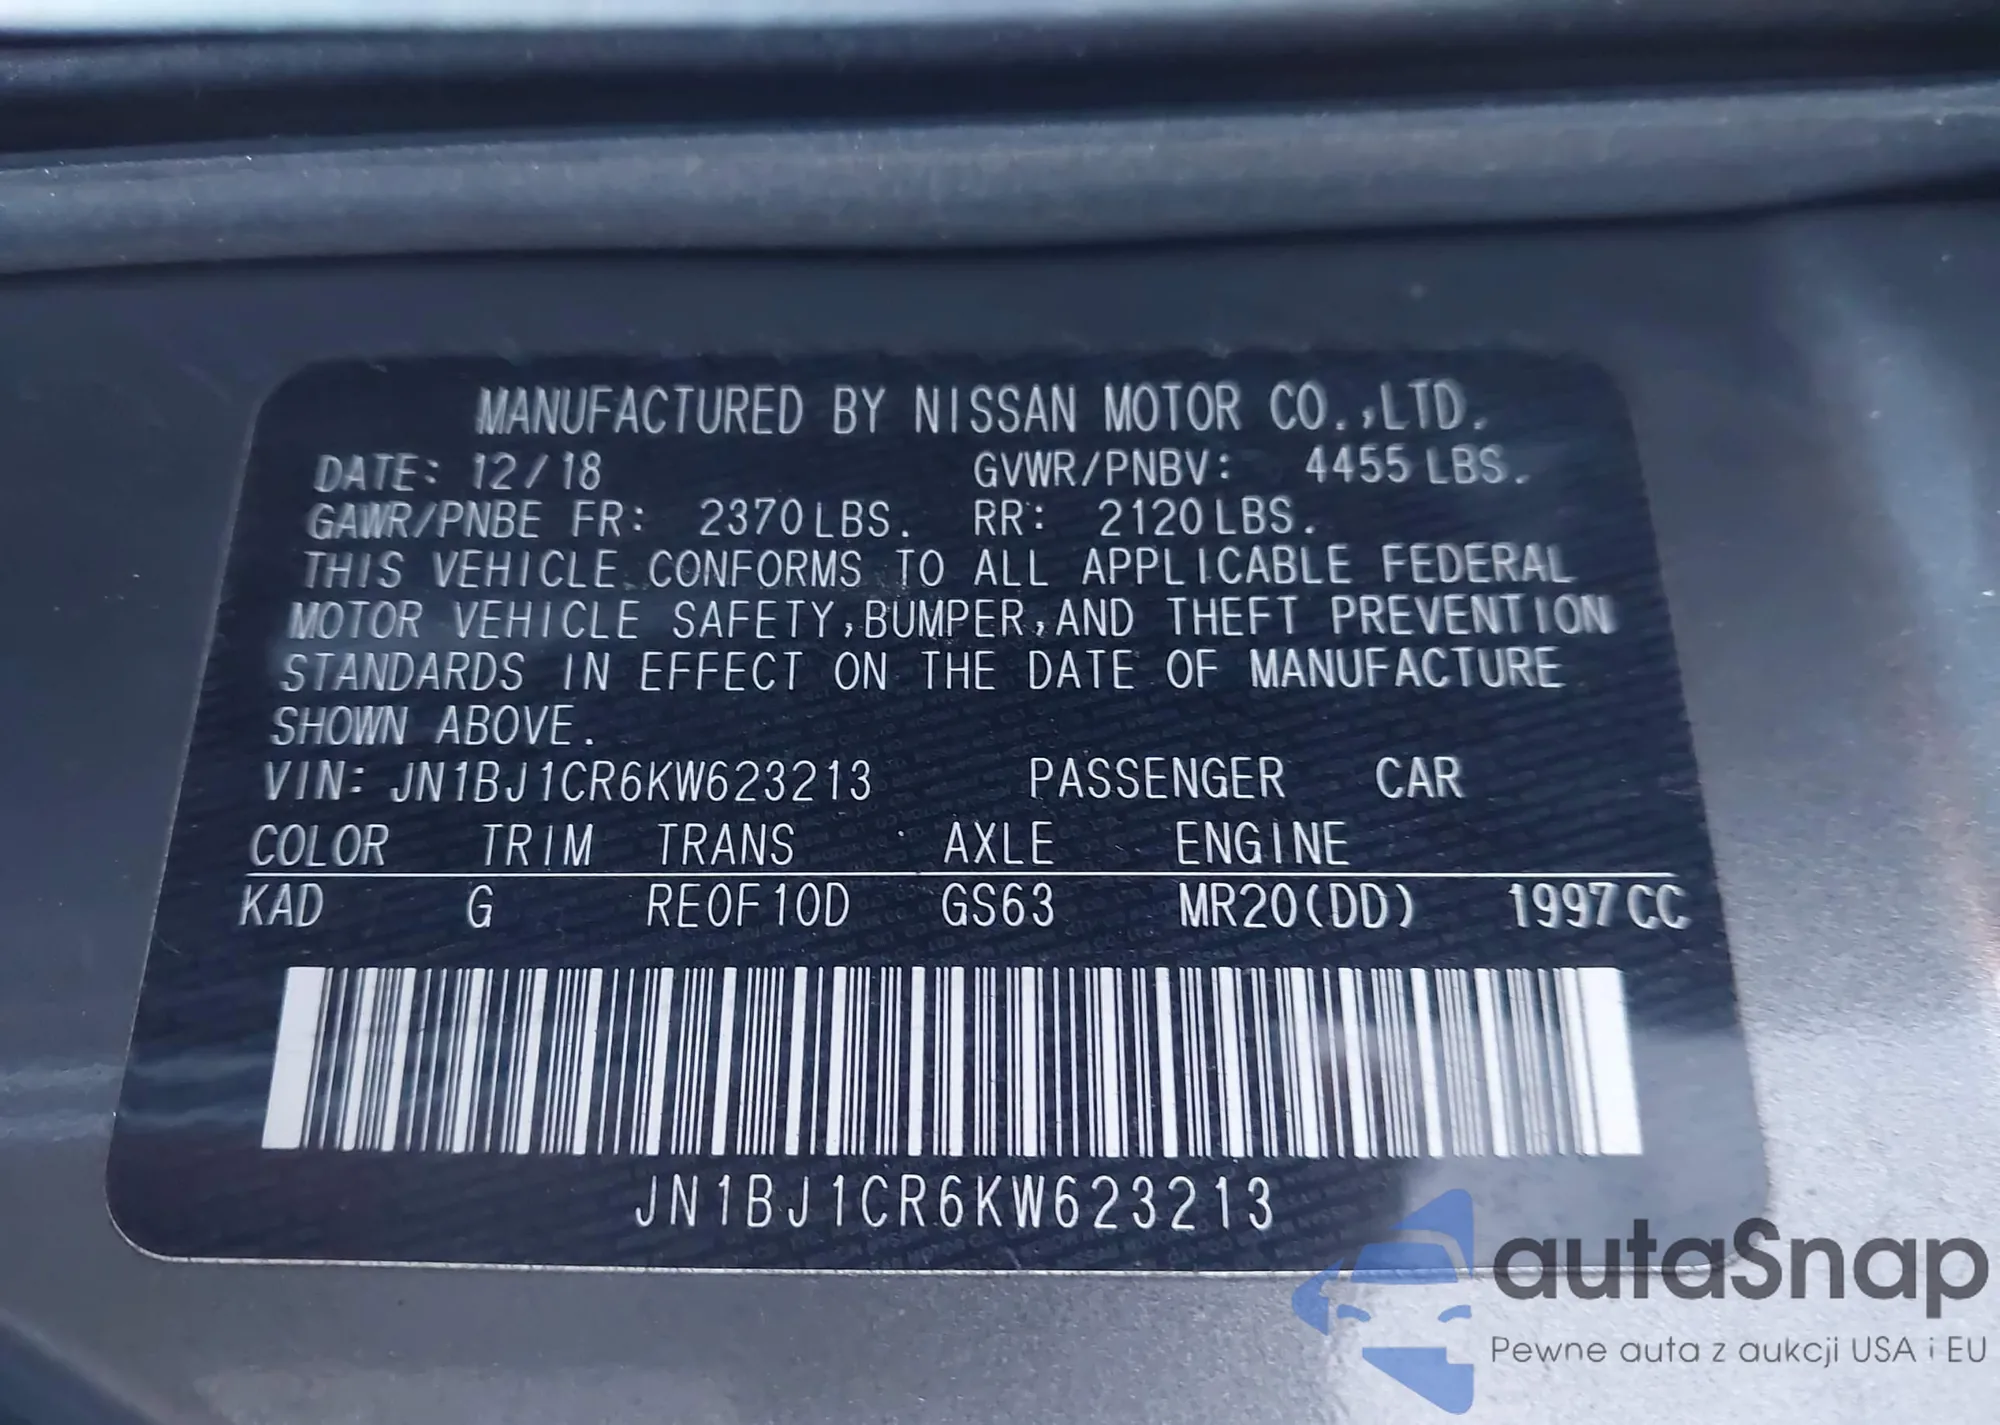 MANUFACTURED BY NISSAN MOTOR CO.,LTD.
DATE: 12/18 GVWR/PNBV: 4455 LBS.
GAWR/PNBE FR: 2370 LBS. RR: 2120 LBS.
THIS VEHICLE CONFORMS TO ALL APPLICABLE FEDERAL
MOTOR VEHICLE SAFETY,BUMPER,AND THEFT PREVENTION
STANDARDS IN EFFECT ON THE DATE OF MANUFACTURE
SHOWN ABOVE.
VIN: JN1BJ1CR6KW623213 PASSENGER CAR
COLOR TRIM TRANS AXLE ENGINE
KAD G RE0F10D GS63 MR20(DD) 1997 CC
JN1BJ1CR6KW623213
autaSnap
Pewne auta z aukcji USA i EU